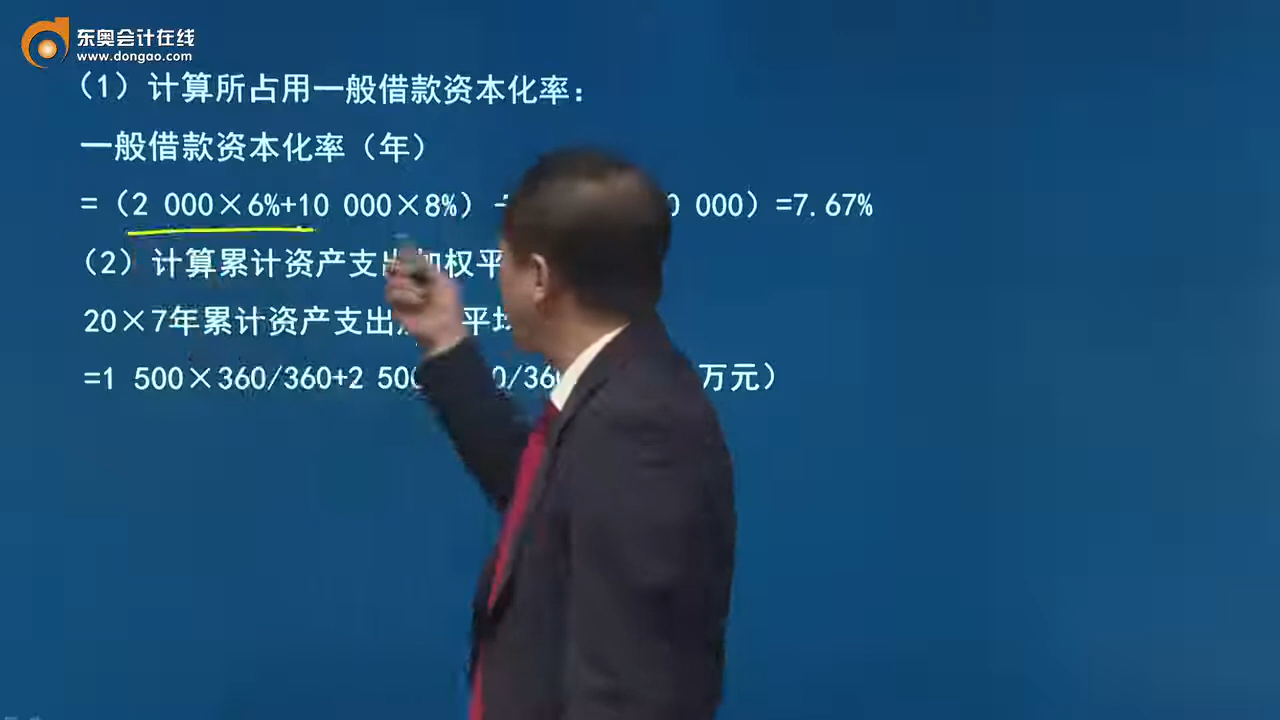 东奥会计在线
www.dongao.com
（1）计算所占用一般借款资本化率：
一般借款资本化率（年）
=（2 000×6%+10 000×8%） 0 000）=7.67%
（2）计算累计资产支出加权平
20×7年累计资产支出 平均
=1 500×360/360+2 500 0/360 万元）